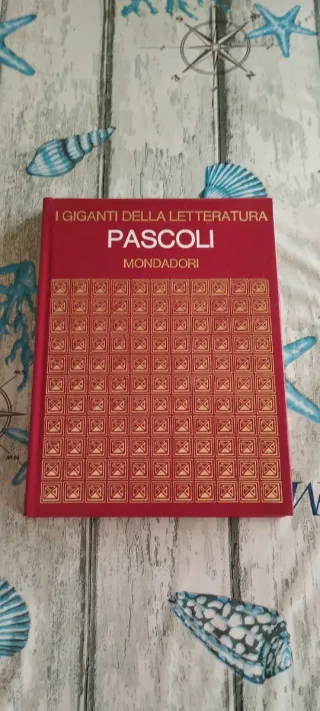 I GIGANTI DELLA LETTERATURA
PASCOLI
MONDADORI